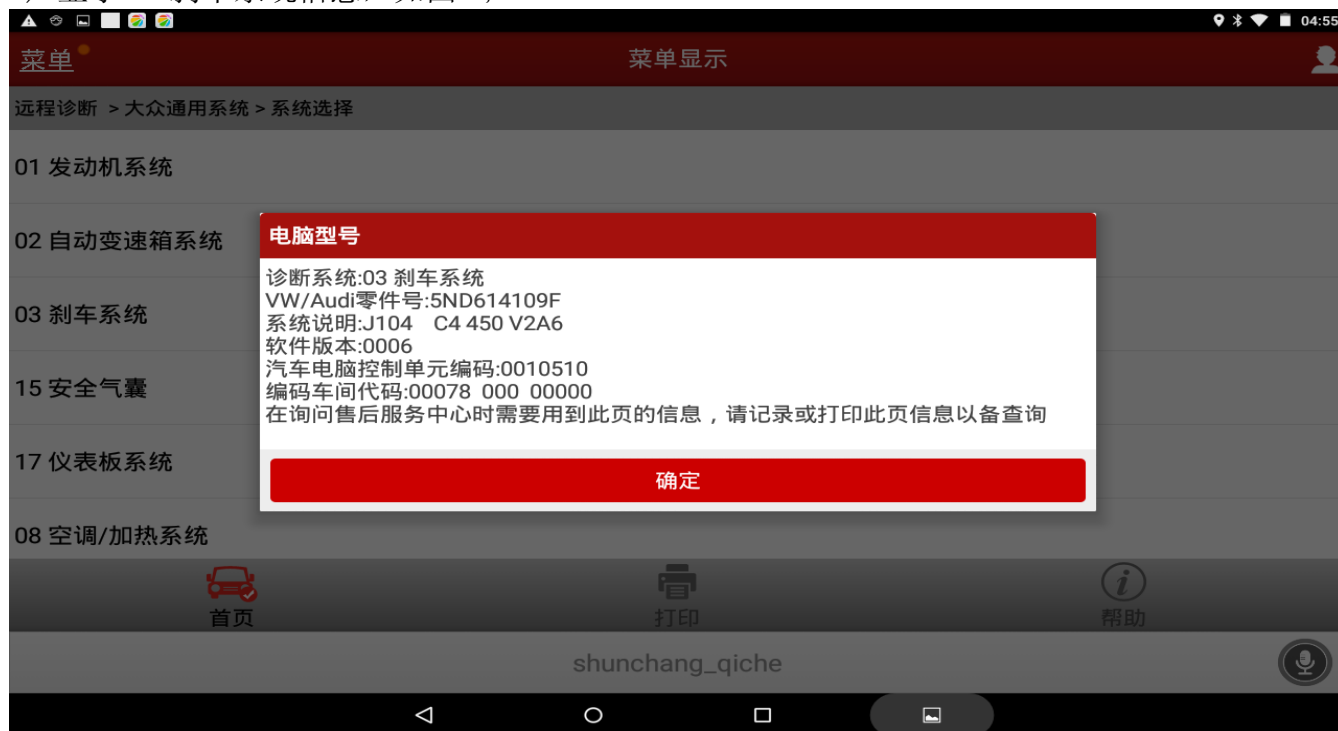 04:55
菜单
菜单显示
远程诊断 > 大众通用系统 > 系统选择
01 发动机系统
02 自动变速箱系统
03 刹车系统
15 安全气囊
17 仪表板系统
08 空调/加热系统
电脑型号
诊断系统:03 刹车系统
VW/Audi零件号:5ND614109F
系统说明:J104    C4 450 V2A6
软件版本:0006
汽车电脑控制单元编码:0010510
编码车间代码:00078  000  00000
在询问售后服务中心时需要用到此页的信息，请记录或打印此页信息以备查询
确定
首页
打印
帮助
shunchang_qiche